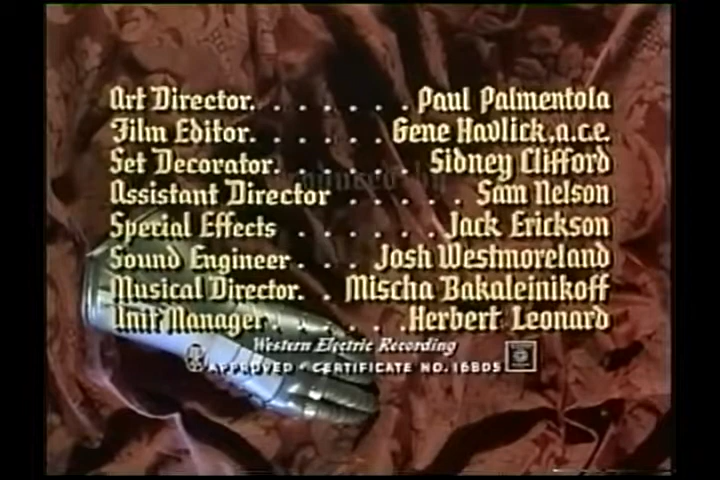 Art Director. . . . . . . Paul Palmentola
Film Editor. . . . . . Gene Havlick, a.c.e.
Set Decorator. . . . . . Sidney Clifford
Assistant Director . . . . . Sam Nelson
Special Effects . . . . . . Jack Erickson
Sound Engineer . . . Josh Westmoreland
Musical Director. . Mischa Bakaleinikoff
Unit Manager . . . . . . Herbert Leonard
Western Electric Recording
APPROVED · CERTIFICATE NO. 16805